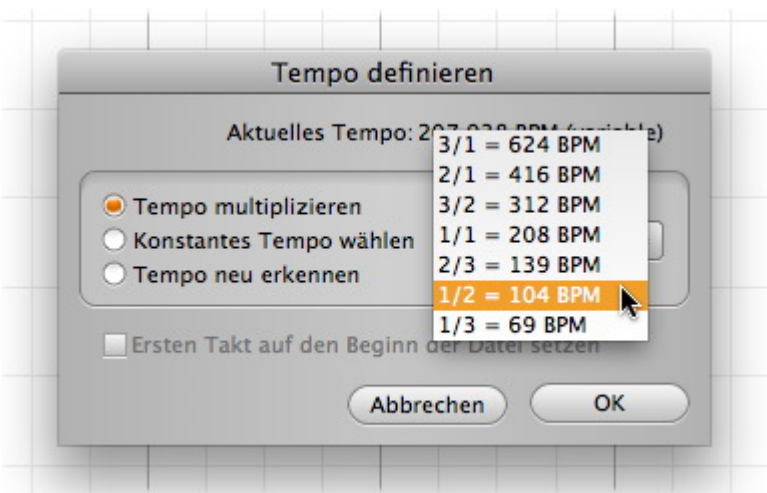 Tempo definieren
Aktuelles Tempo:
3/1 = 624 BPM
2/1 = 416 BPM
Tempo multiplizieren
3/2 = 312 BPM
Konstantes Tempo wählen
1/1 = 208 BPM
Tempo neu erkennen
2/3 = 139 BPM
1/2 = 104 BPM
1/3 = 69 BPM
Ersten Takt auf den Beginn der Datei setzen
Abbrechen
OK